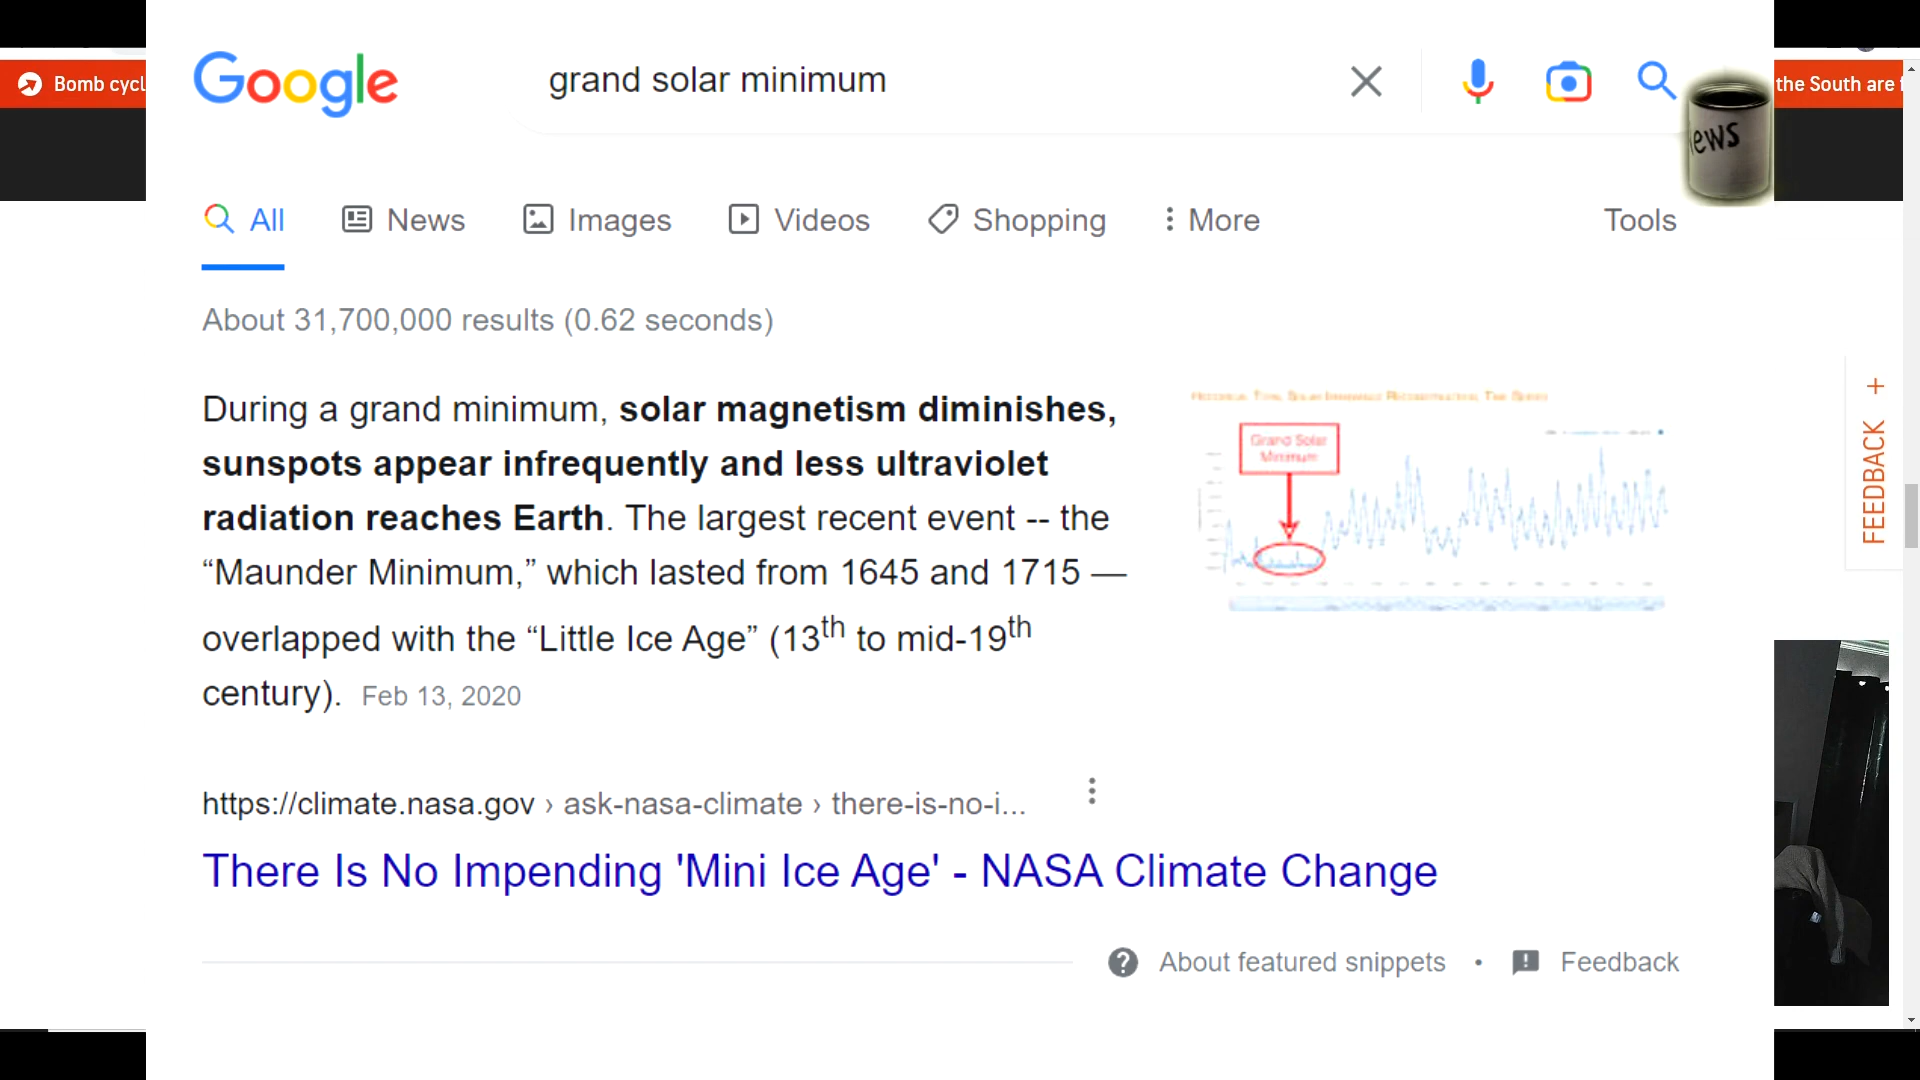 Google
grand solar minimum
Bomb cycl
the South are
ews
All
News
Images
Videos
Shopping
More
Tools
About 31,700,000 results (0.62 seconds)
During a grand minimum, solar magnetism diminishes,
sunspots appear infrequently and less ultraviolet
radiation reaches Earth. The largest recent event -- the
“Maunder Minimum,” which lasted from 1645 and 1715 —
overlapped with the “Little Ice Age” (13th to mid-19th
century). Feb 13, 2020
Grand Solar
Minimum
+
FEEDBACK
https://climate.nasa.gov › ask-nasa-climate › there-is-no-i...
There Is No Impending 'Mini Ice Age' - NASA Climate Change
About featured snippets • Feedback